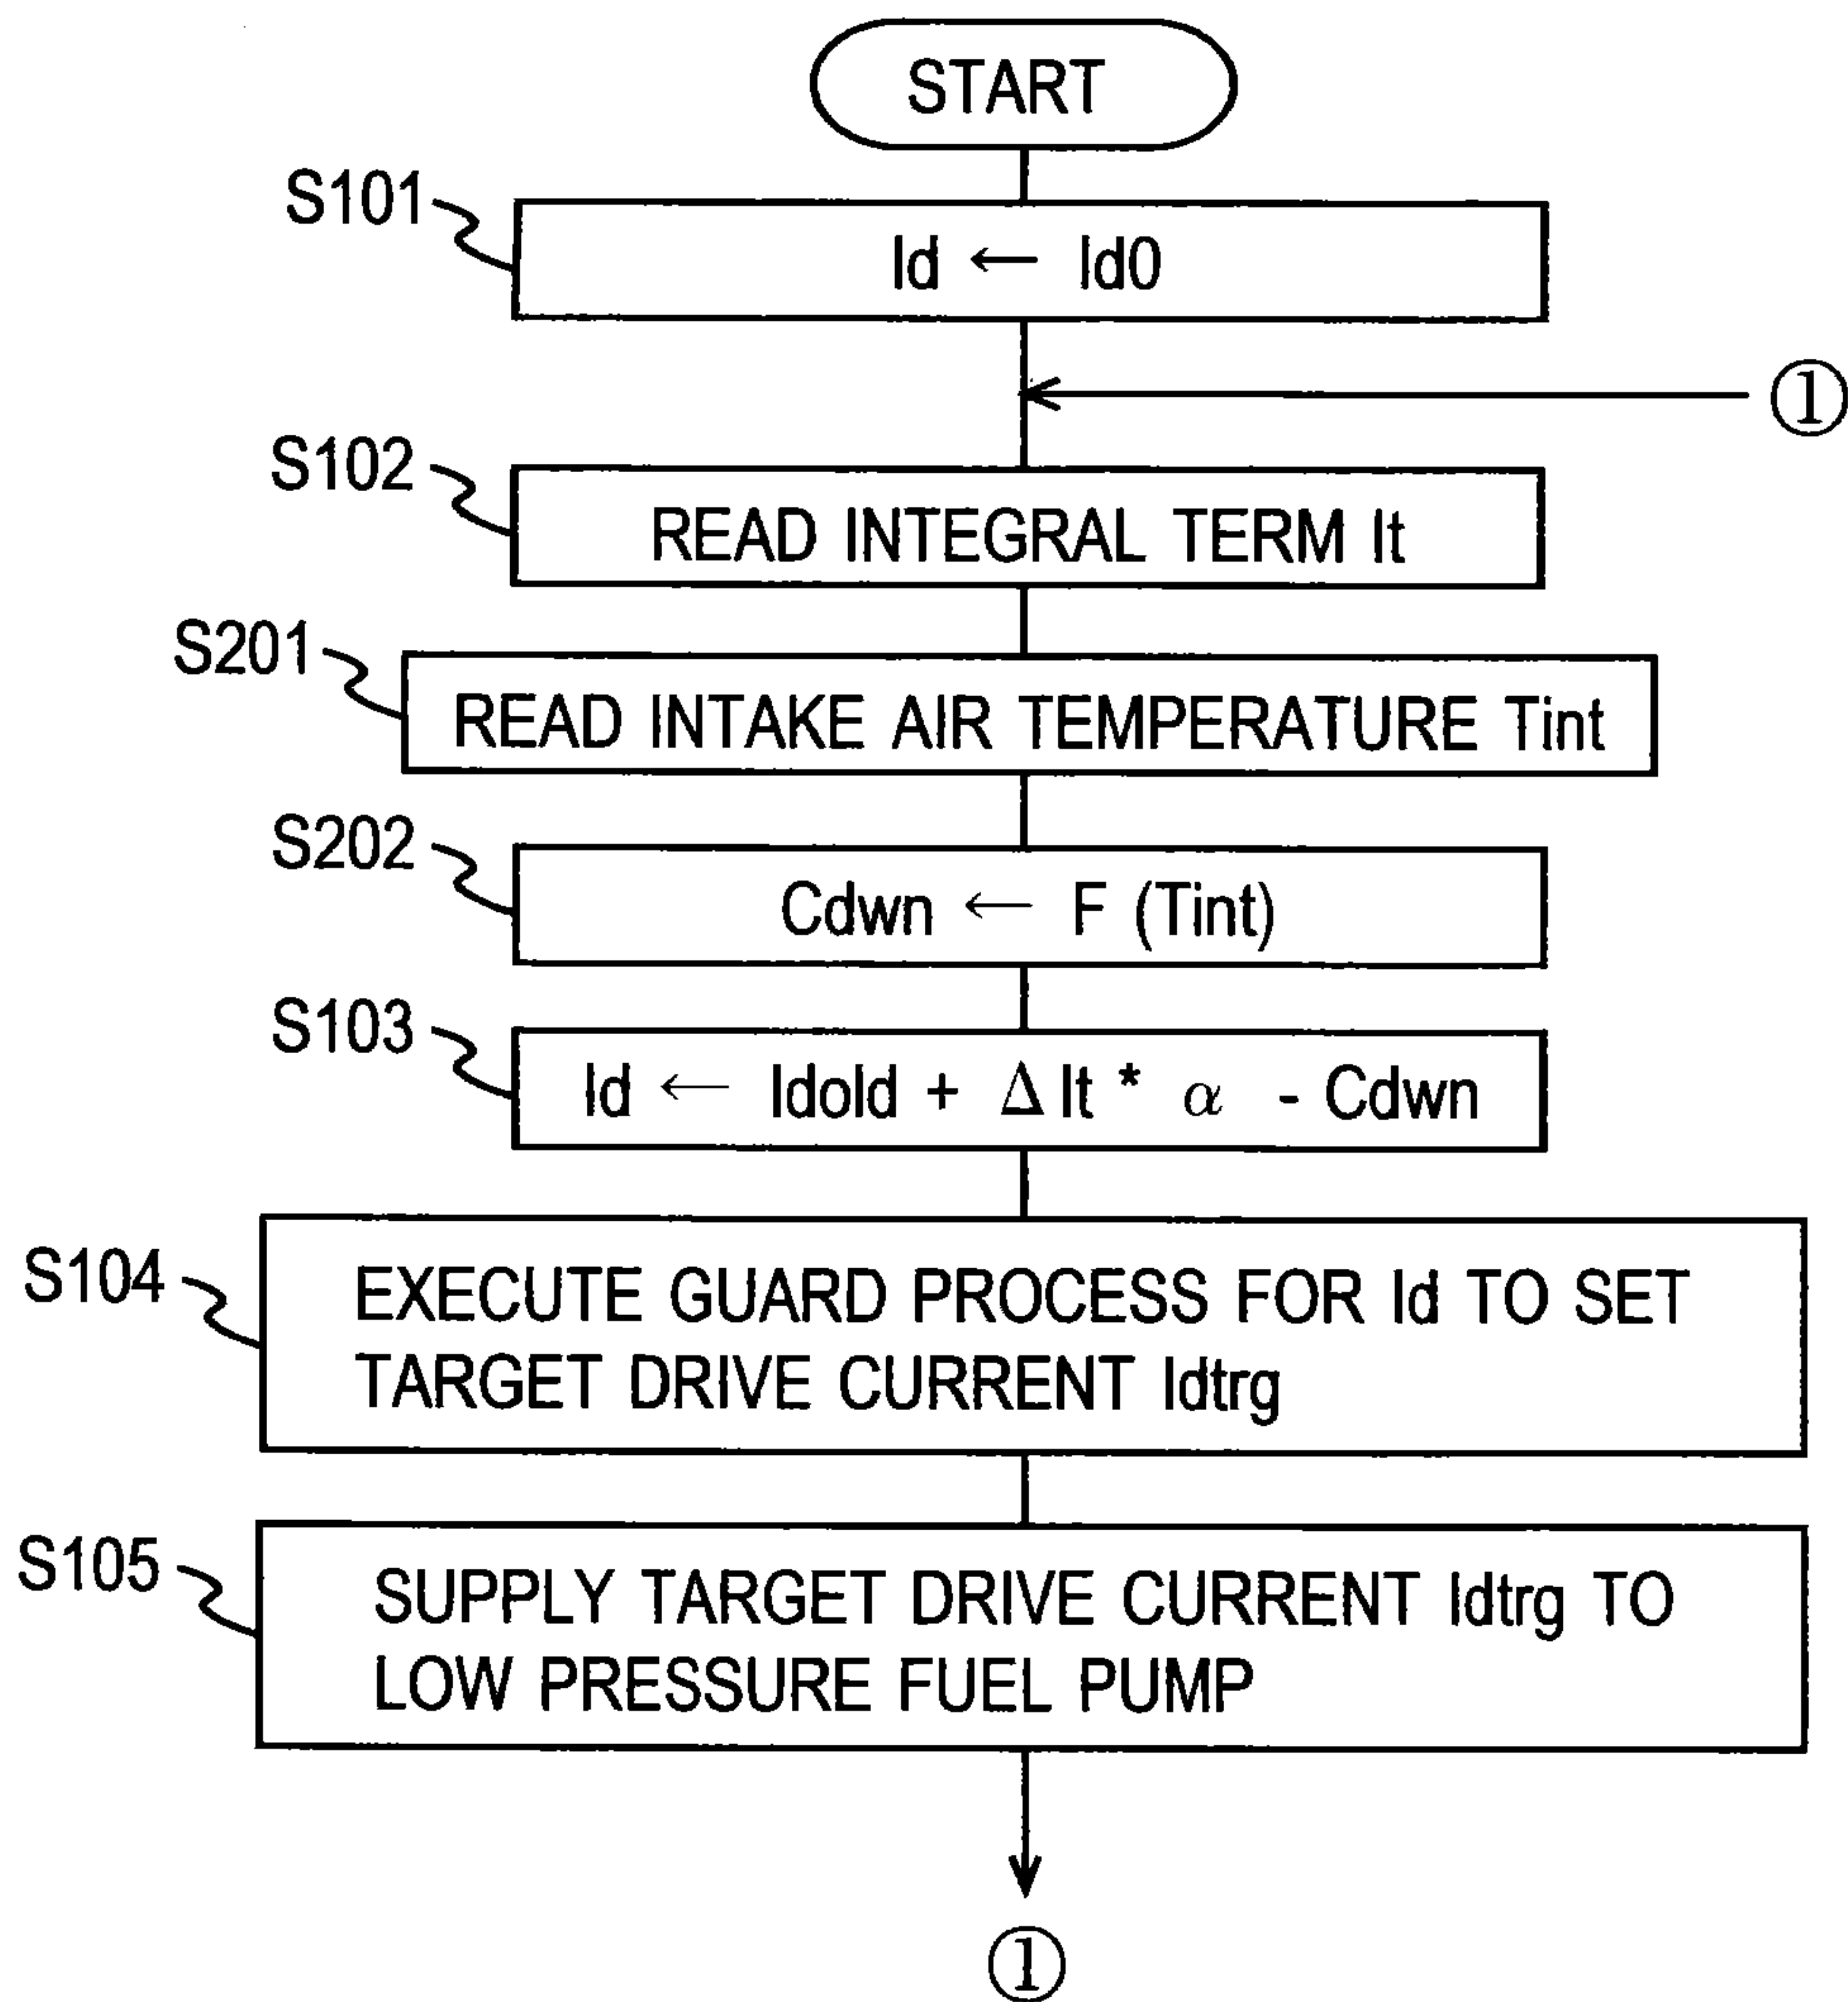 START
S101
Id ← Id0
①
S102
READ INTEGRAL TERM It
S201
READ INTAKE AIR TEMPERATURE Tint
S202
Cdwn ← F (Tint)
S103
Id ← Idold + Δ It * α - Cdwn
S104
EXECUTE GUARD PROCESS FOR Id TO SET
TARGET DRIVE CURRENT Idtrg
S105
SUPPLY TARGET DRIVE CURRENT Idtrg TO
LOW PRESSURE FUEL PUMP
①